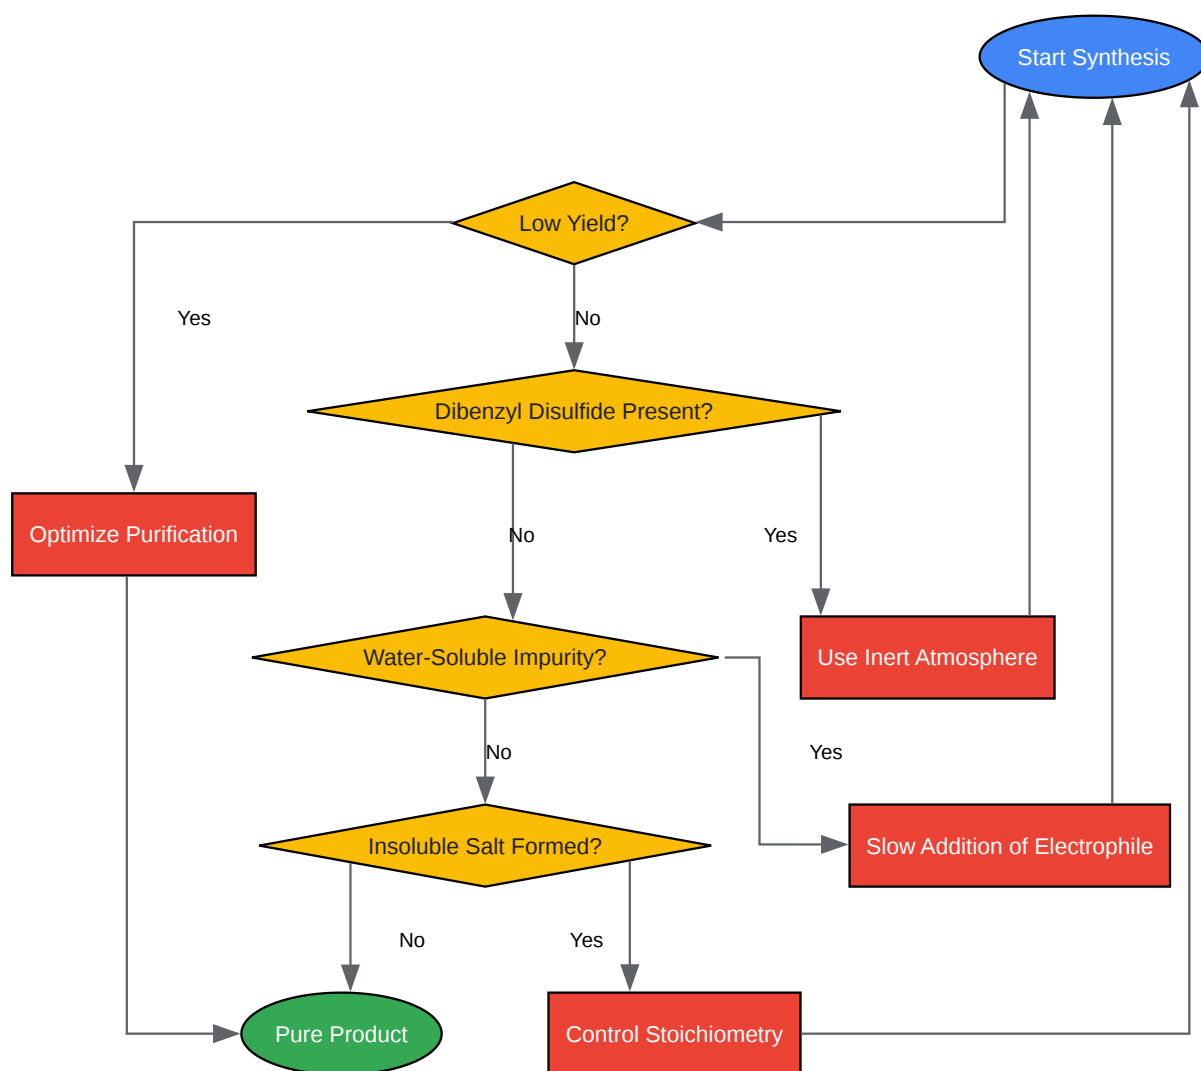 Start Synthesis
Low Yield?
Yes
No
Dibenzyl Disulfide Present?
Optimize Purification
No
Yes
Water-Soluble Impurity?
Use Inert Atmosphere
No
Yes
Insoluble Salt Formed?
Slow Addition of Electrophile
No
Yes
Pure Product
Control Stoichiometry